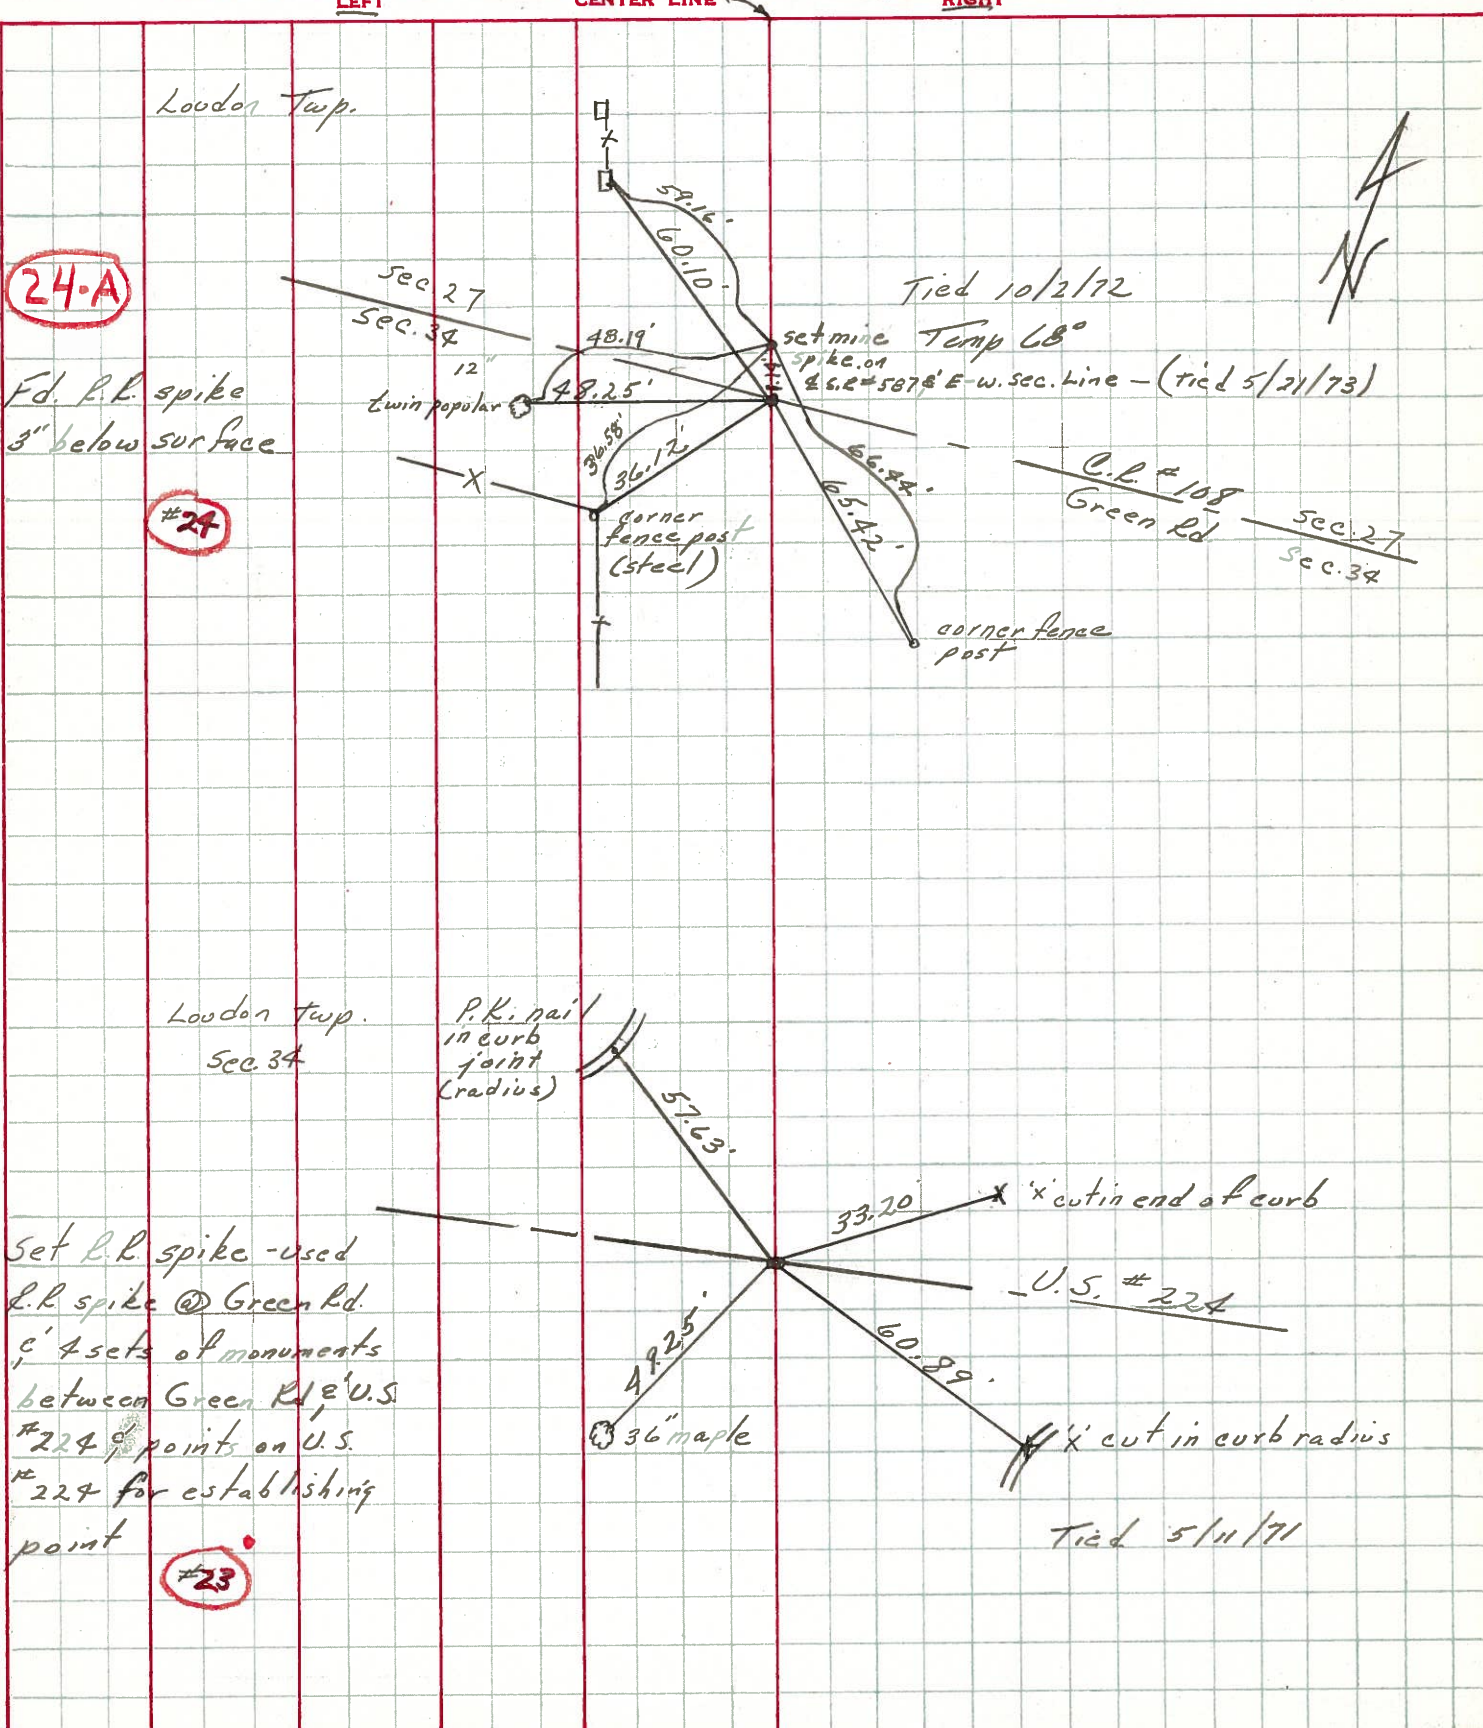 LEFT
CENTER LINE
RIGHT
Loudon Twp.
59.16'
60.10'
24-A
Sec. 27
Sec. 34
Tied 10/2/72
48.19'
set mine
Temp 68°
spike on
12"
48.25'
℄ S.R #587, & E-W. sec. Line - (tied 5/21/73)
Fd. R.R. spike
twin popular
3" below surface
36.58'
36.12'
66.44'
65.42'
C.R. #108
Green Rd
#24
corner
fence post
(steel)
Sec. 27
Sec. 34
corner fence
post
Loudon Twp.
Sec. 34
P.K. nail
in curb
joint
(radius)
57.63'
33.20'
'x' cut in end of curb
Set R.R. spike - used
R.R spike @ Green Rd.
& 4 sets of monuments
between Green Rd, & U.S.
#224 & points on U.S.
#224 for establishing
point
U.S. #224
49.25'
60.89'
36" maple
'x' cut in curb radius
Tied 5/11/71
#23